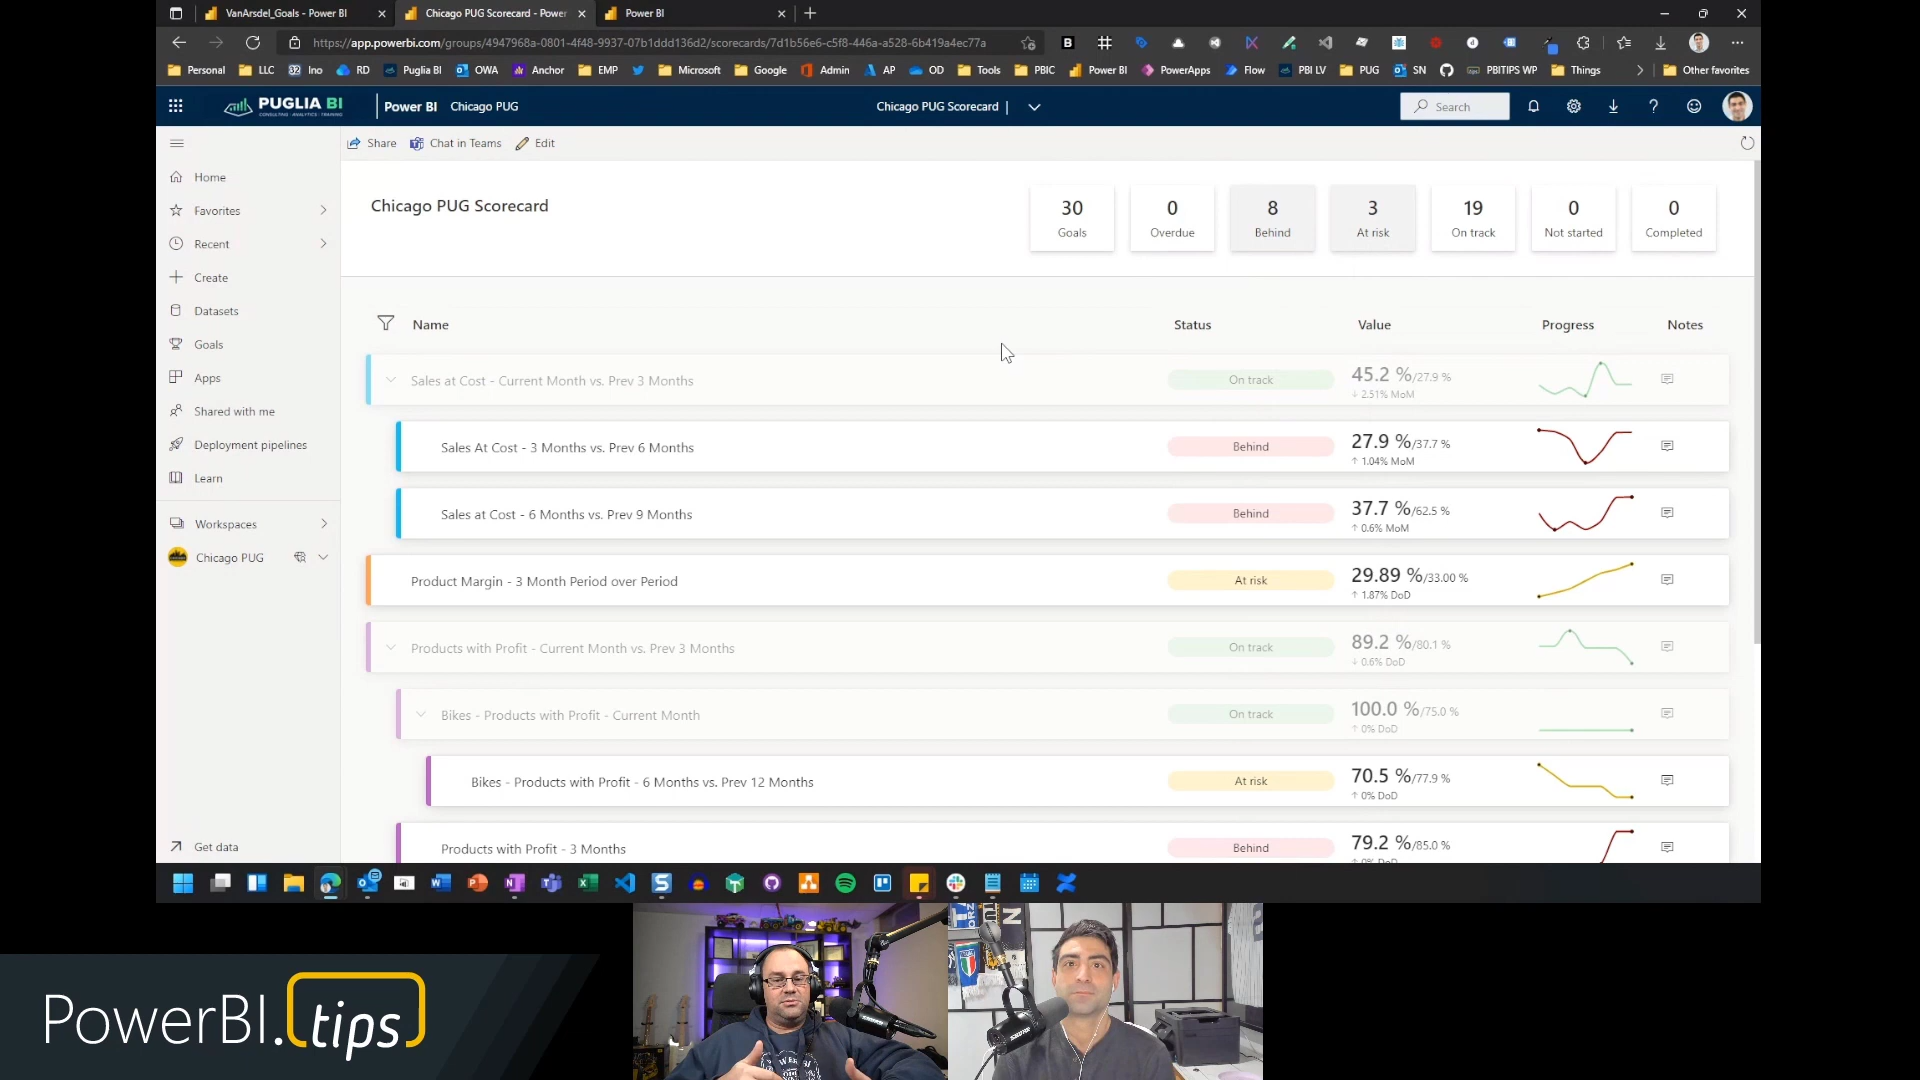 VanArsdel_Goals - Power BI
Chicago PUG Scorecard - Power
Power BI
https://app.powerbi.com/groups/4947968a-0801-4f48-9937-07b1ddd136d2/scorecards/7d1b56e6-c5f8-446a-a528-6b419a4ec77a
Personal LLC Ino RD Puglia BI OWA Anchor EMP Microsoft Google Admin AP OD Tools PBIC Power BI PowerApps Flow PBI LV PUG SN PBITIPS WP Things Other favorites
PUGLIA BI
CONSULTING · ANALYTICS · TRAINING
Power BI Chicago PUG
Chicago PUG Scorecard |
Search
Share Chat in Teams Edit
Home
Favorites
Recent
Create
Datasets
Goals
Apps
Shared with me
Deployment pipelines
Learn
Workspaces
Chicago PUG
Get data
Chicago PUG Scorecard
30 Goals
0 Overdue
8 Behind
3 At risk
19 On track
0 Not started
0 Completed
Name Status Value Progress Notes
Sales at Cost - Current Month vs. Prev 3 Months On track 45.2 %/27.9 %
↓ 2.51% MoM
Sales At Cost - 3 Months vs. Prev 6 Months Behind 27.9 %/37.7 %
↑ 1.04% MoM
Sales at Cost - 6 Months vs. Prev 9 Months Behind 37.7 %/62.5 %
↑ 0.6% MoM
Product Margin - 3 Month Period over Period At risk 29.89 %/33.00 %
↑ 1.87% DoD
Products with Profit - Current Month vs. Prev 3 Months On track 89.2 %/80.1 %
↓ 0.6% DoD
Bikes - Products with Profit - Current Month On track 100.0 %/75.0 %
↑ 0% DoD
Bikes - Products with Profit - 6 Months vs. Prev 12 Months At risk 70.5 %/77.9 %
↑ 0% DoD
Products with Profit - 3 Months Behind 79.2 %/85.0 %
↑ 0% DoD
PowerBI.tips